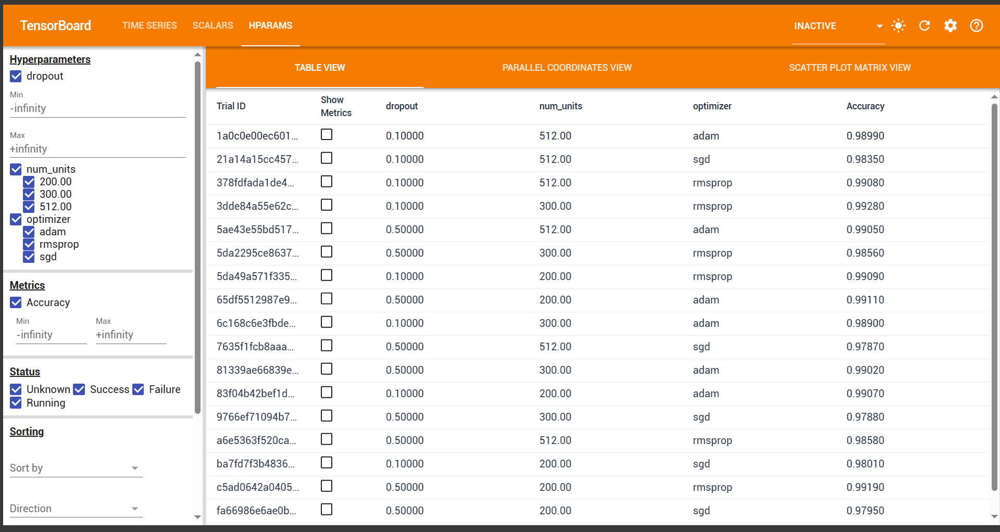 TensorBoard TIME SERIES SCALARS HPARAMS INACTIVE
Hyperparameters
dropout
Min
-infinity
Max
+infinity
num_units
200.00
300.00
512.00
optimizer
adam
rmsprop
sgd
Metrics
Accuracy
Min Max
-infinity +infinity
Status
Unknown Success Failure
Running
Sorting
Sort by
Direction
TABLE VIEW PARALLEL COORDINATES VIEW SCATTER PLOT MATRIX VIEW
Trial ID Show Metrics dropout num_units optimizer Accuracy
1a0c0e00ec601... 0.10000 512.00 adam 0.98990
21a14a15cc457... 0.10000 512.00 sgd 0.98350
378fdfada1de4... 0.10000 512.00 rmsprop 0.99080
3dde84a55e62c... 0.10000 300.00 rmsprop 0.99280
5ae43e55bd517... 0.50000 512.00 adam 0.99050
5da2295ce8637... 0.50000 300.00 rmsprop 0.98560
5da49a571f335... 0.10000 200.00 rmsprop 0.99090
65df5512987e9... 0.50000 200.00 adam 0.99110
6c168c6e3fbde... 0.10000 300.00 adam 0.98900
7635f1fcb8aaa... 0.50000 512.00 sgd 0.97870
81339ae66839e... 0.50000 300.00 adam 0.99020
83f04b42bef1d... 0.10000 200.00 adam 0.99070
9766ef71094b7... 0.50000 300.00 sgd 0.97880
a6e5363f520ca... 0.50000 512.00 rmsprop 0.98580
ba7fd7f3b4836... 0.10000 200.00 sgd 0.98010
c5ad0642a0405... 0.50000 200.00 rmsprop 0.99190
fa66986e6ae0b... 0.50000 200.00 sgd 0.97950